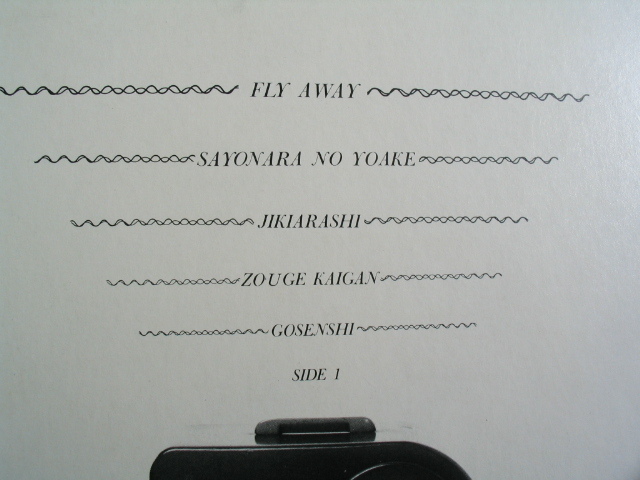 FLY AWAY
SAYONARA NO YOAKE
JIKIARASHI
ZOUGE KAIGAN
GOSENSHI
SIDE 1